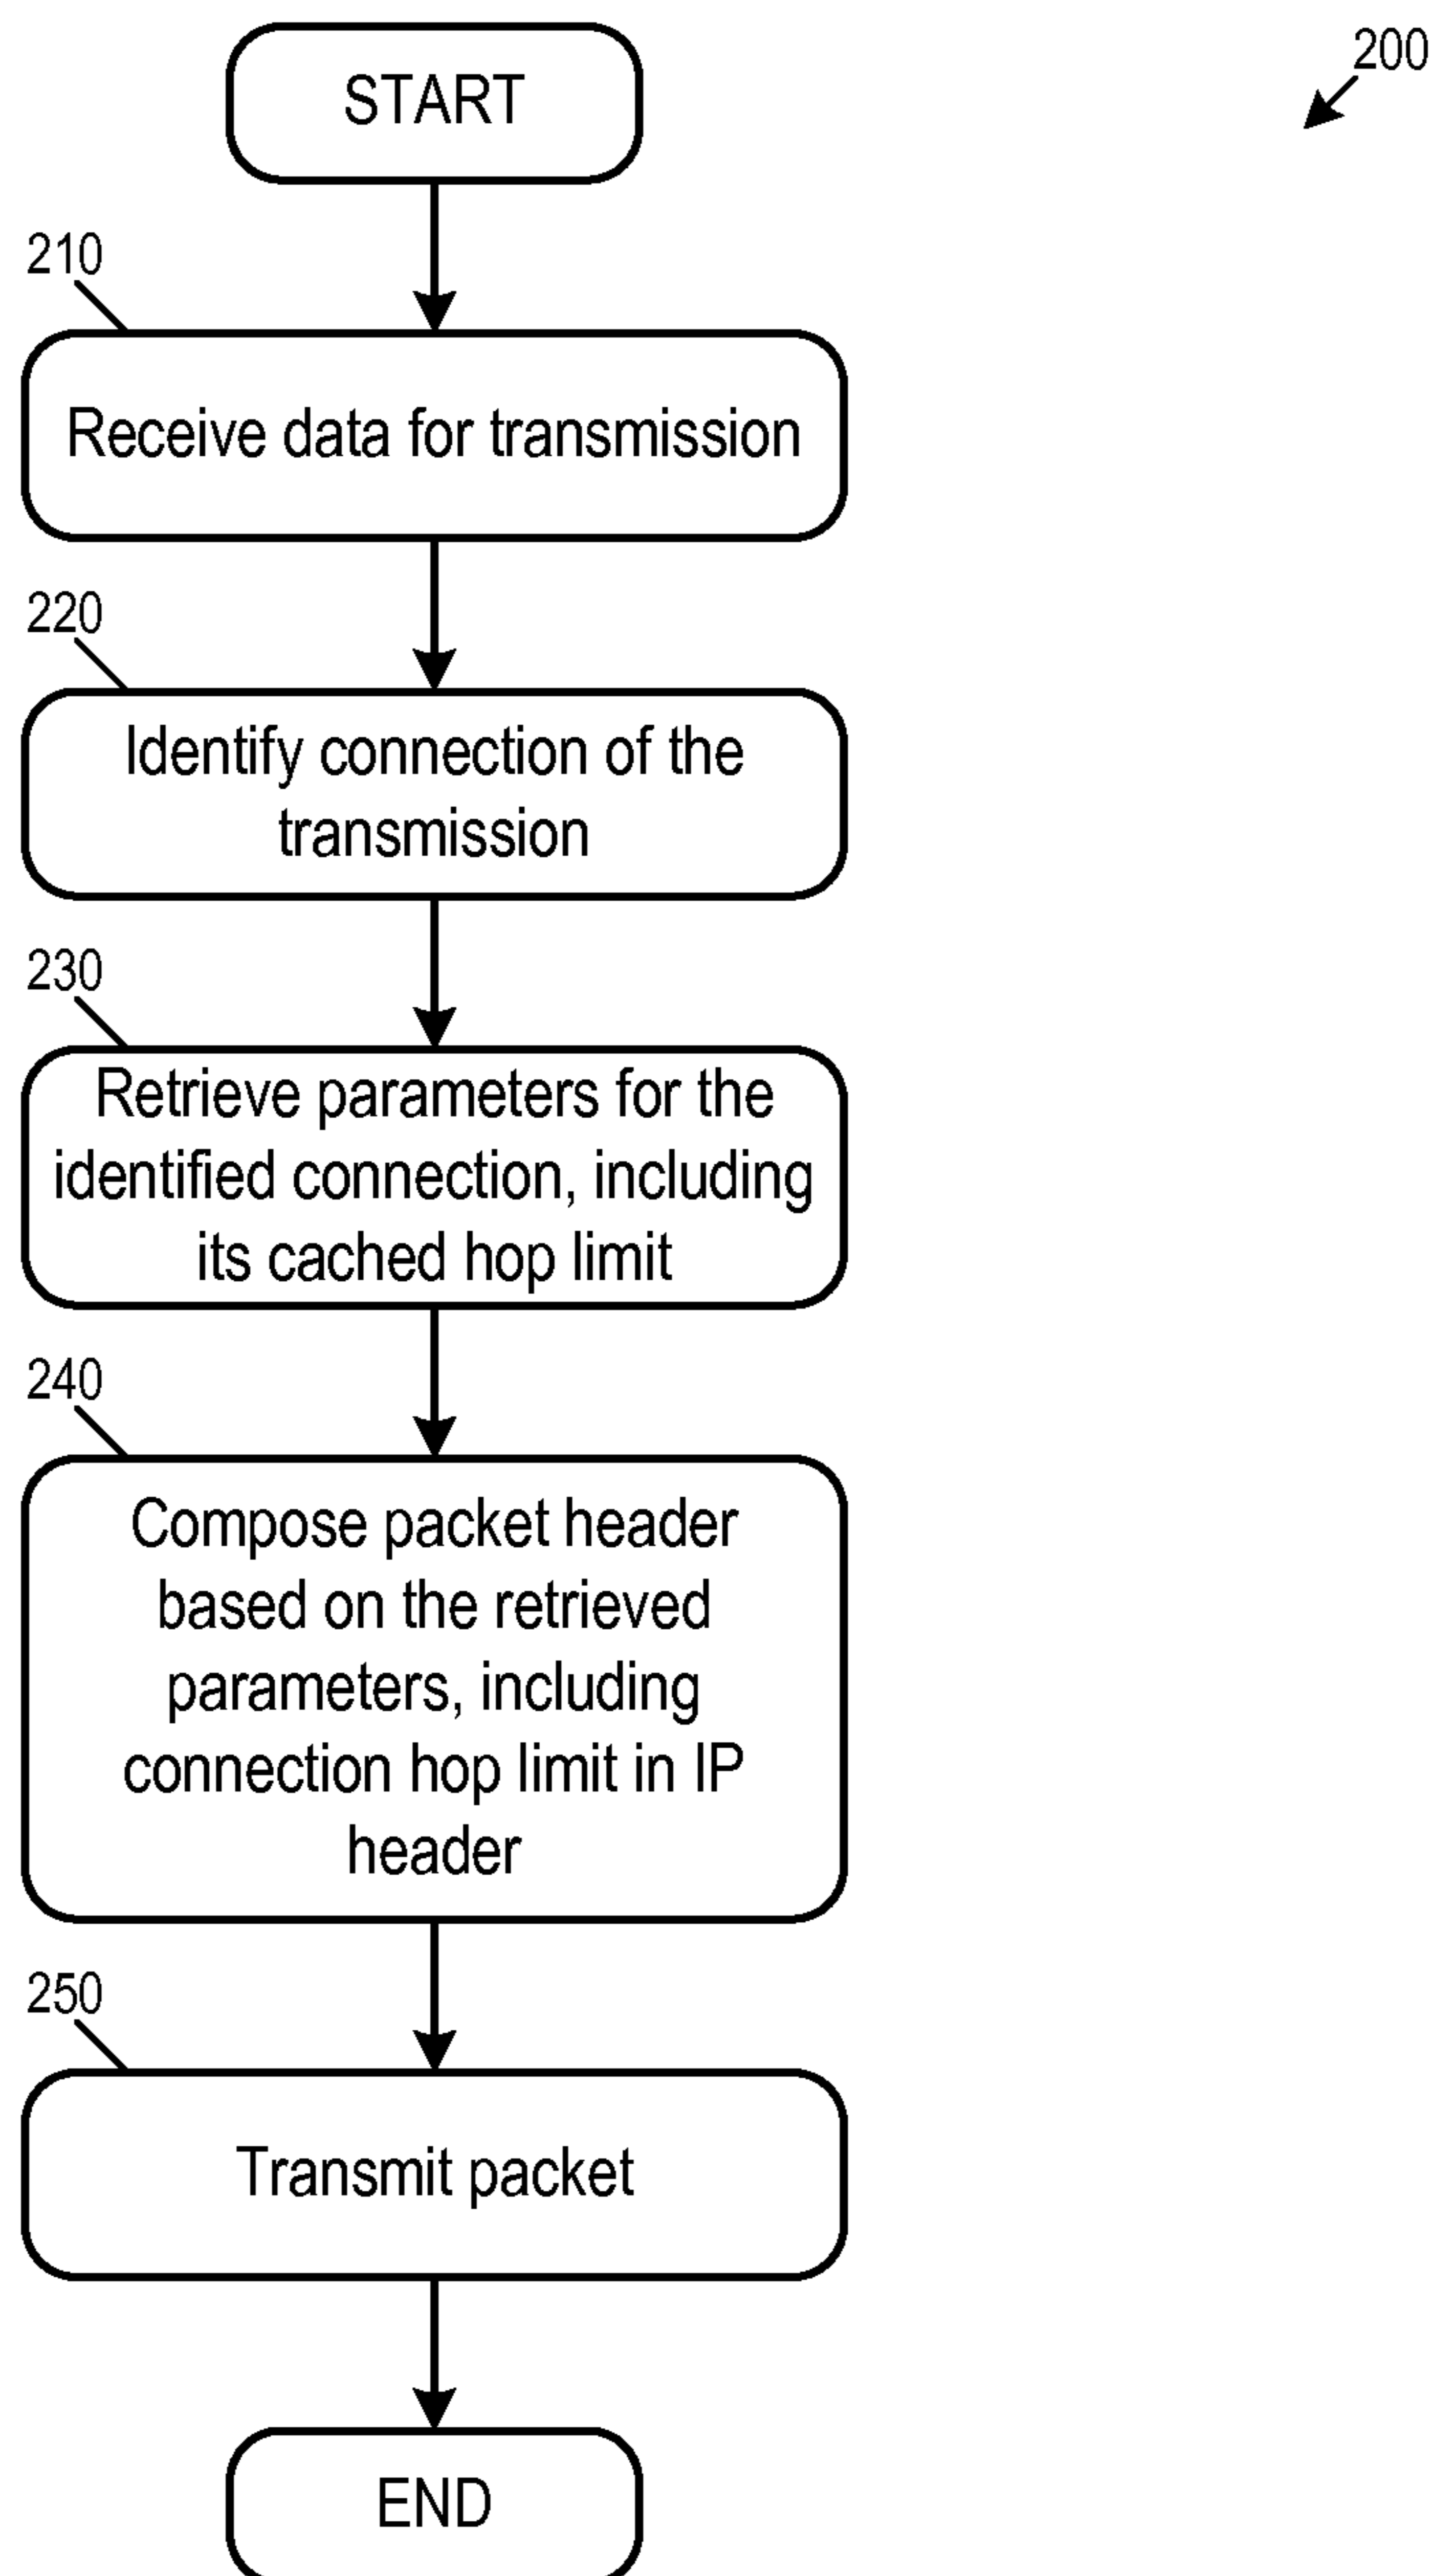 START
200
210
Receive data for transmission
220
Identify connection of the
transmission
230
Retrieve parameters for the
identified connection, including
its cached hop limit
240
Compose packet header
based on the retrieved
parameters, including
connection hop limit in IP
header
250
Transmit packet
END